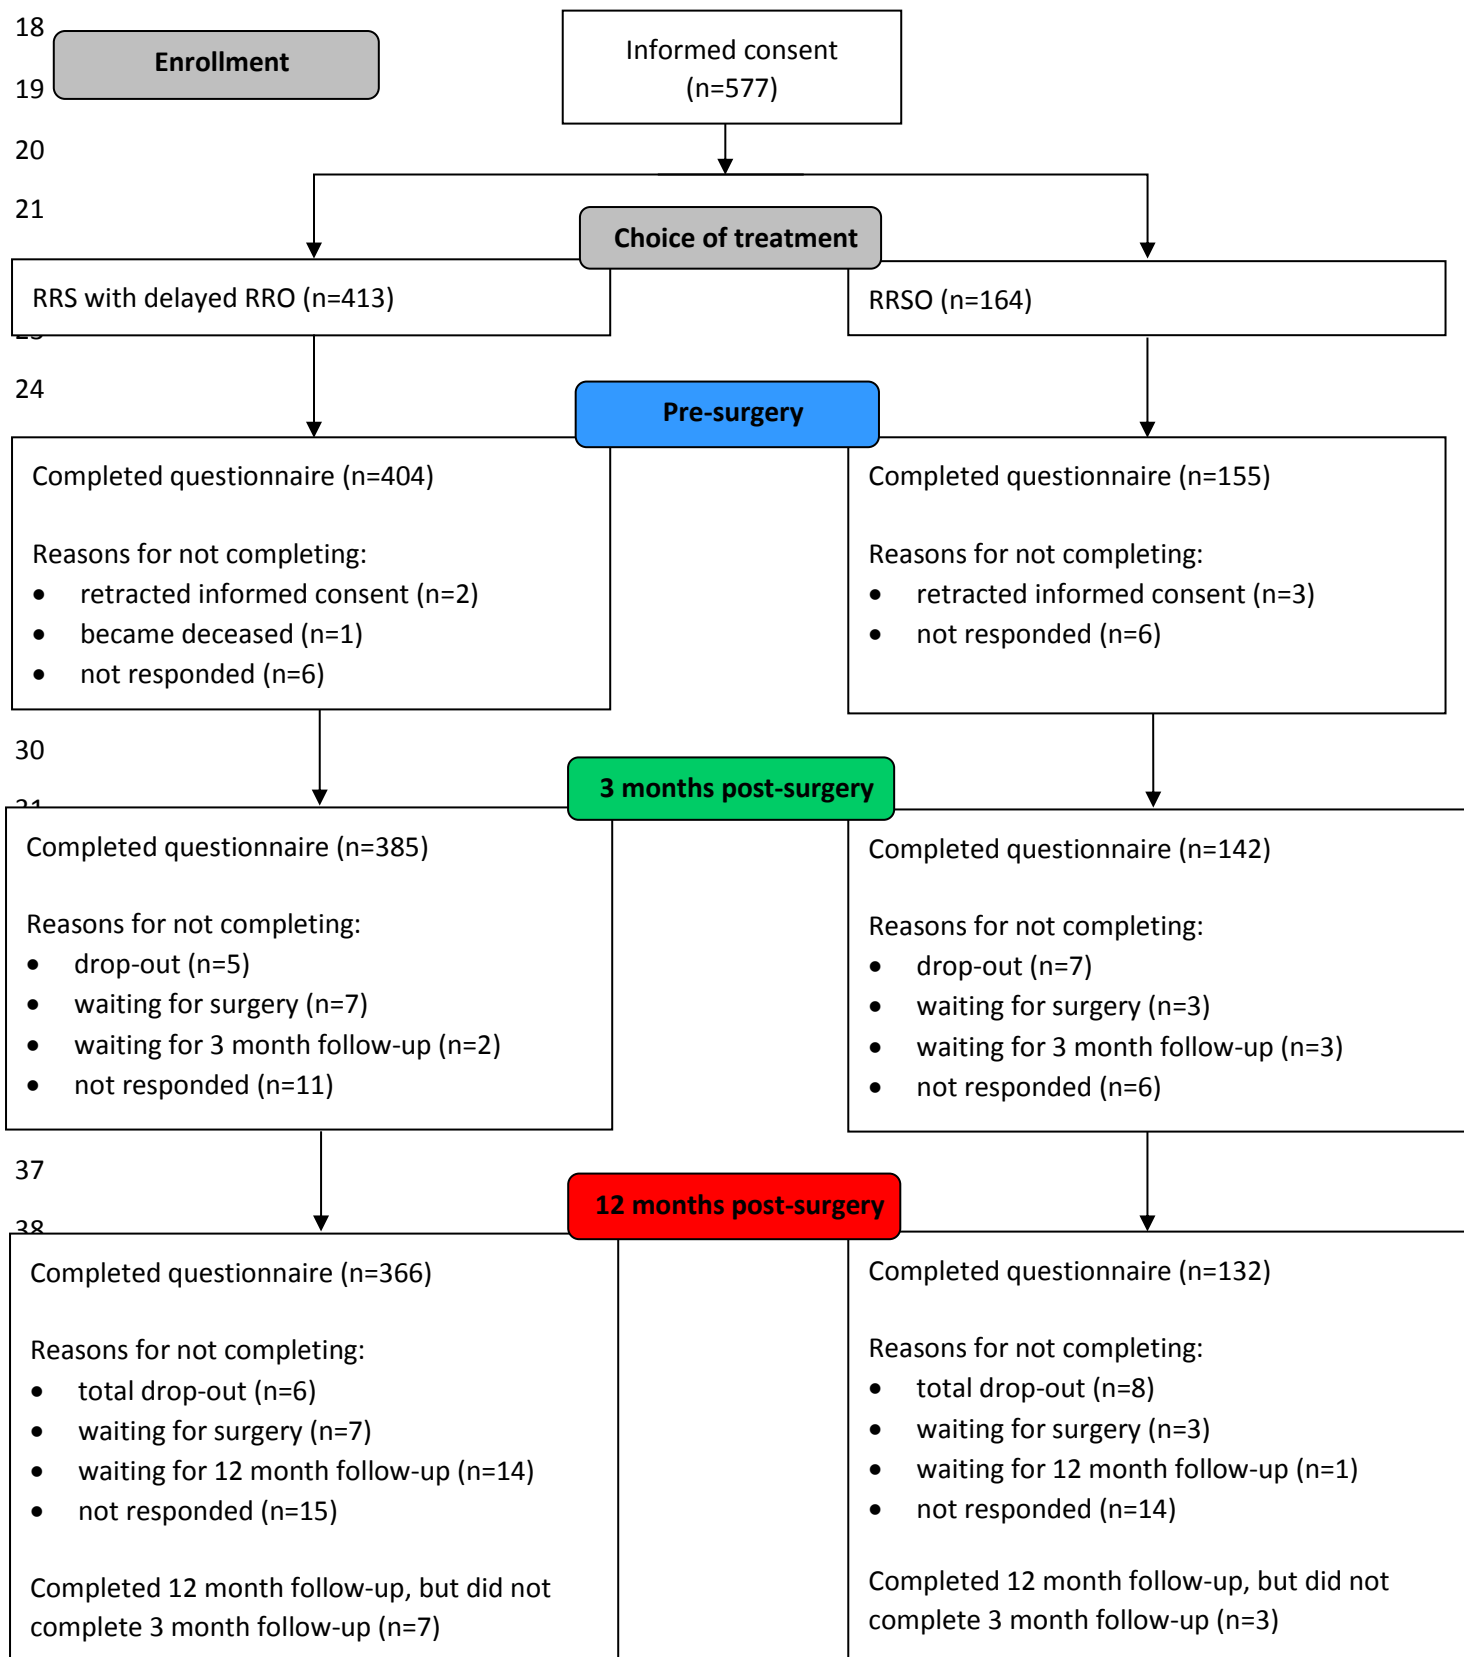 18
Enrollment
Informed consent
(n=577)
19
20
21
Choice of treatment
RRS with delayed RRO (n=413)
RRSO (n=164)
24
Pre-surgery
Completed questionnaire (n=404)
Reasons for not completing:
• retracted informed consent (n=2)
• became deceased (n=1)
• not responded (n=6)
Completed questionnaire (n=155)
Reasons for not completing:
• retracted informed consent (n=3)
• not responded (n=6)
30
3 months post-surgery
31
Completed questionnaire (n=385)
Reasons for not completing:
• drop-out (n=5)
• waiting for surgery (n=7)
• waiting for 3 month follow-up (n=2)
• not responded (n=11)
Completed questionnaire (n=142)
Reasons for not completing:
• drop-out (n=7)
• waiting for surgery (n=3)
• waiting for 3 month follow-up (n=3)
• not responded (n=6)
37
12 months post-surgery
38
Completed questionnaire (n=366)
Reasons for not completing:
• total drop-out (n=6)
• waiting for surgery (n=7)
• waiting for 12 month follow-up (n=14)
• not responded (n=15)
Completed 12 month follow-up, but did not
complete 3 month follow-up (n=7)
Completed questionnaire (n=132)
Reasons for not completing:
• total drop-out (n=8)
• waiting for surgery (n=3)
• waiting for 12 month follow-up (n=1)
• not responded (n=14)
Completed 12 month follow-up, but did not
complete 3 month follow-up (n=3)